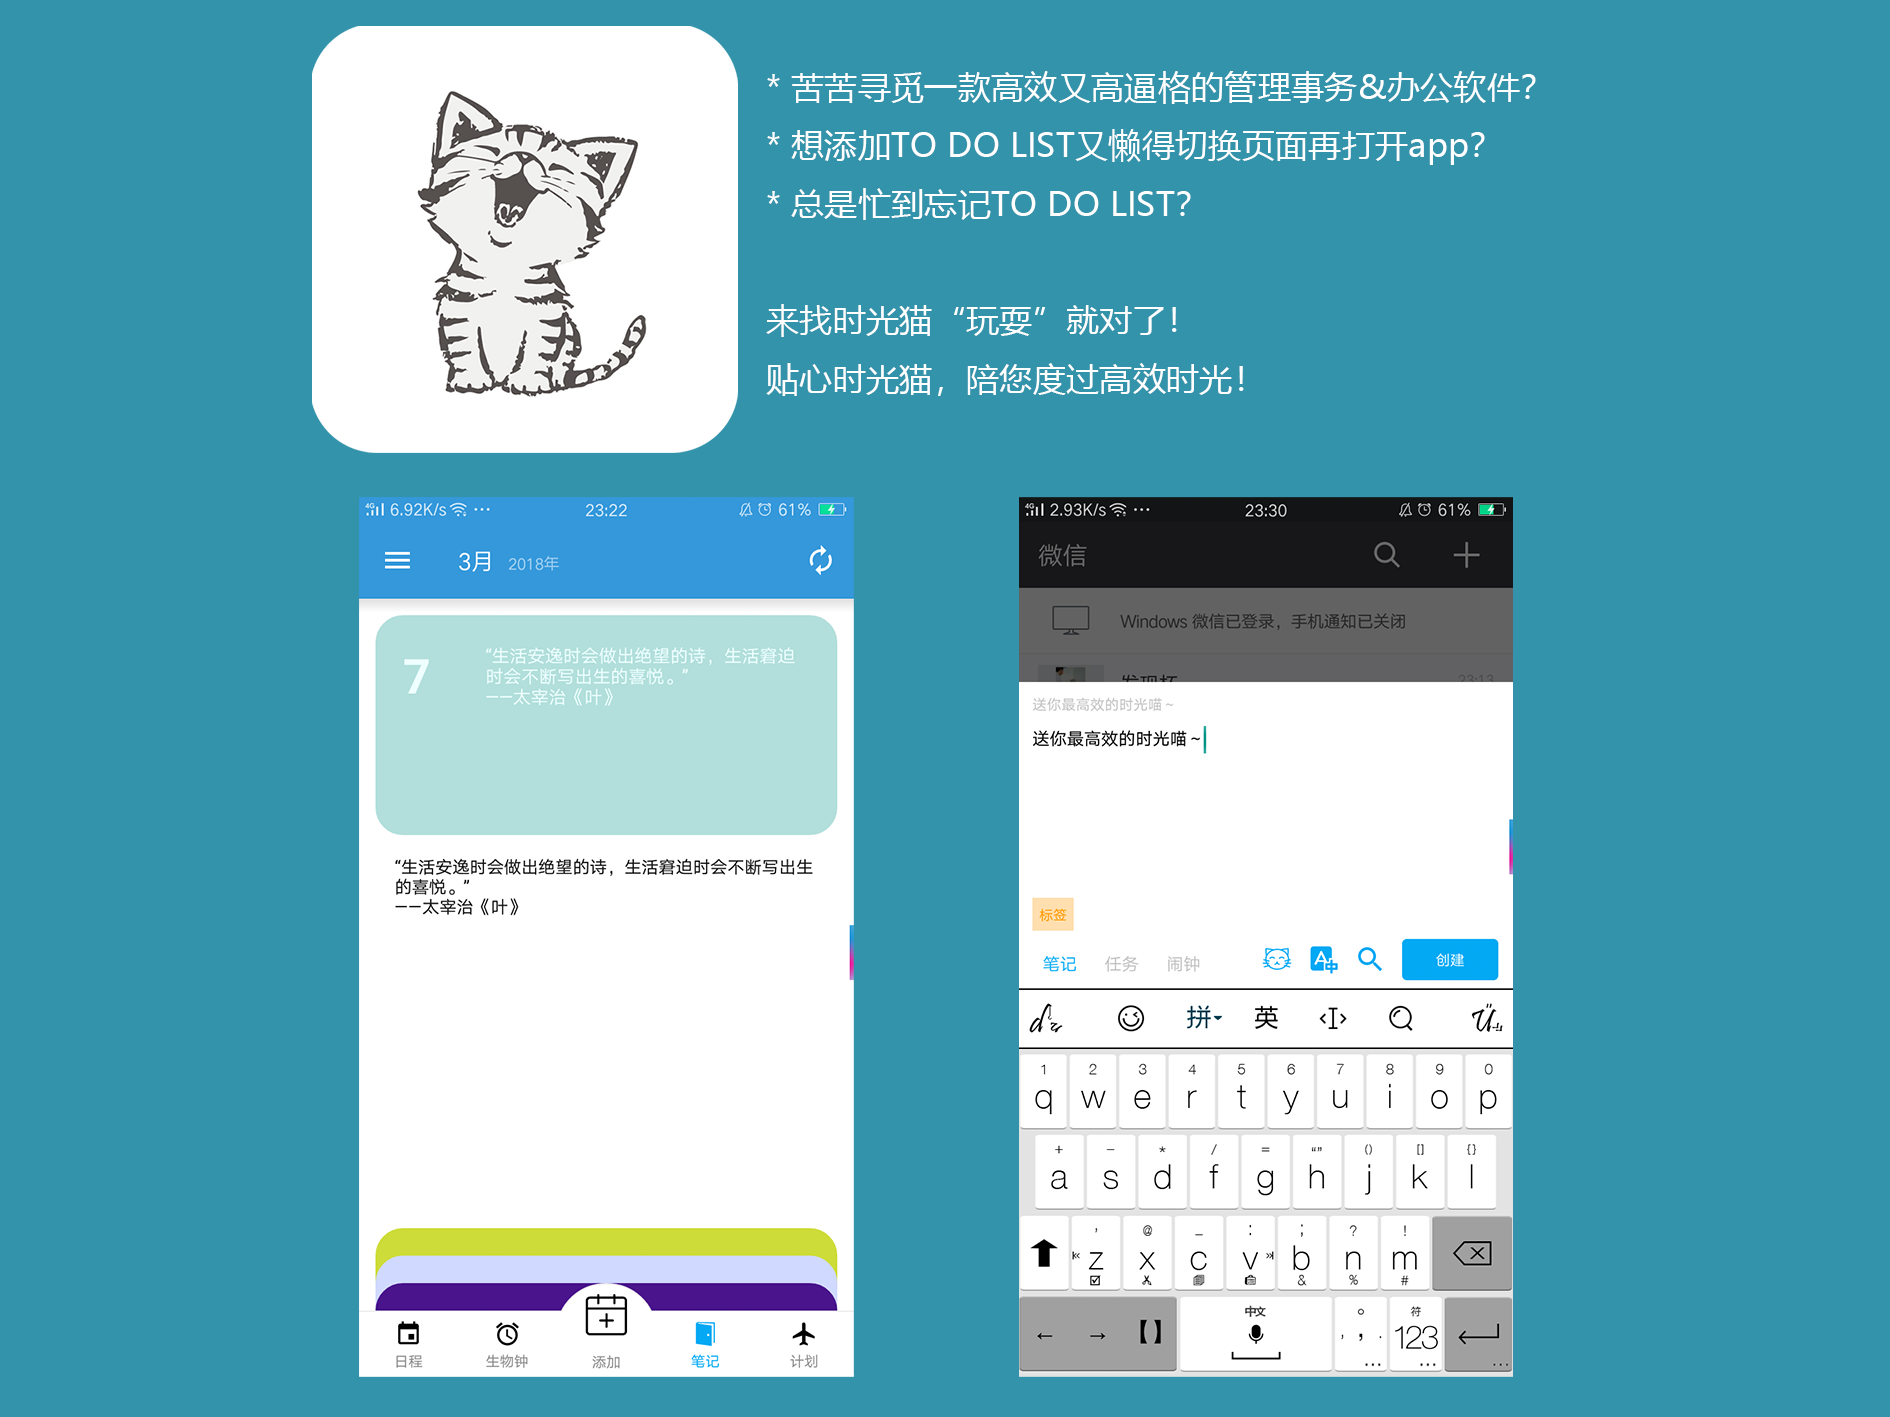 * 苦苦寻觅一款高效又高逼格的管理事务&办公软件？
* 想添加TO DO LIST又懒得切换页面再打开app？
* 总是忙到忘记TO DO LIST？
来找时光猫“玩耍”就对了！
贴心时光猫，陪您度过高效时光！
4G 6.92K/s ··· 23:22 61%
3月 2018年
7
“生活安逸时会做出绝望的诗，生活窘迫
时会不断写出生的喜悦。”
——太宰治《叶》
“生活安逸时会做出绝望的诗，生活窘迫时会不断写出生
的喜悦。”
——太宰治《叶》
日程 生物钟 添加 笔记 计划
4G 2.93K/s ··· 23:30 61%
微信
Windows 微信已登录，手机通知已关闭
送你最高效的时光喵～
送你最高效的时光喵～
标签
笔记 任务 闹钟 A中 创建
拼 英
1 2 3 4 5 6 7 8 9 0
q w e r t y u i o p
+ - * / = “” () [] {}
a s d f g h j k l
' @ _ : ; ? !
z x c v b n m
& % #
中文 符
← → 【】 , 。 . 123